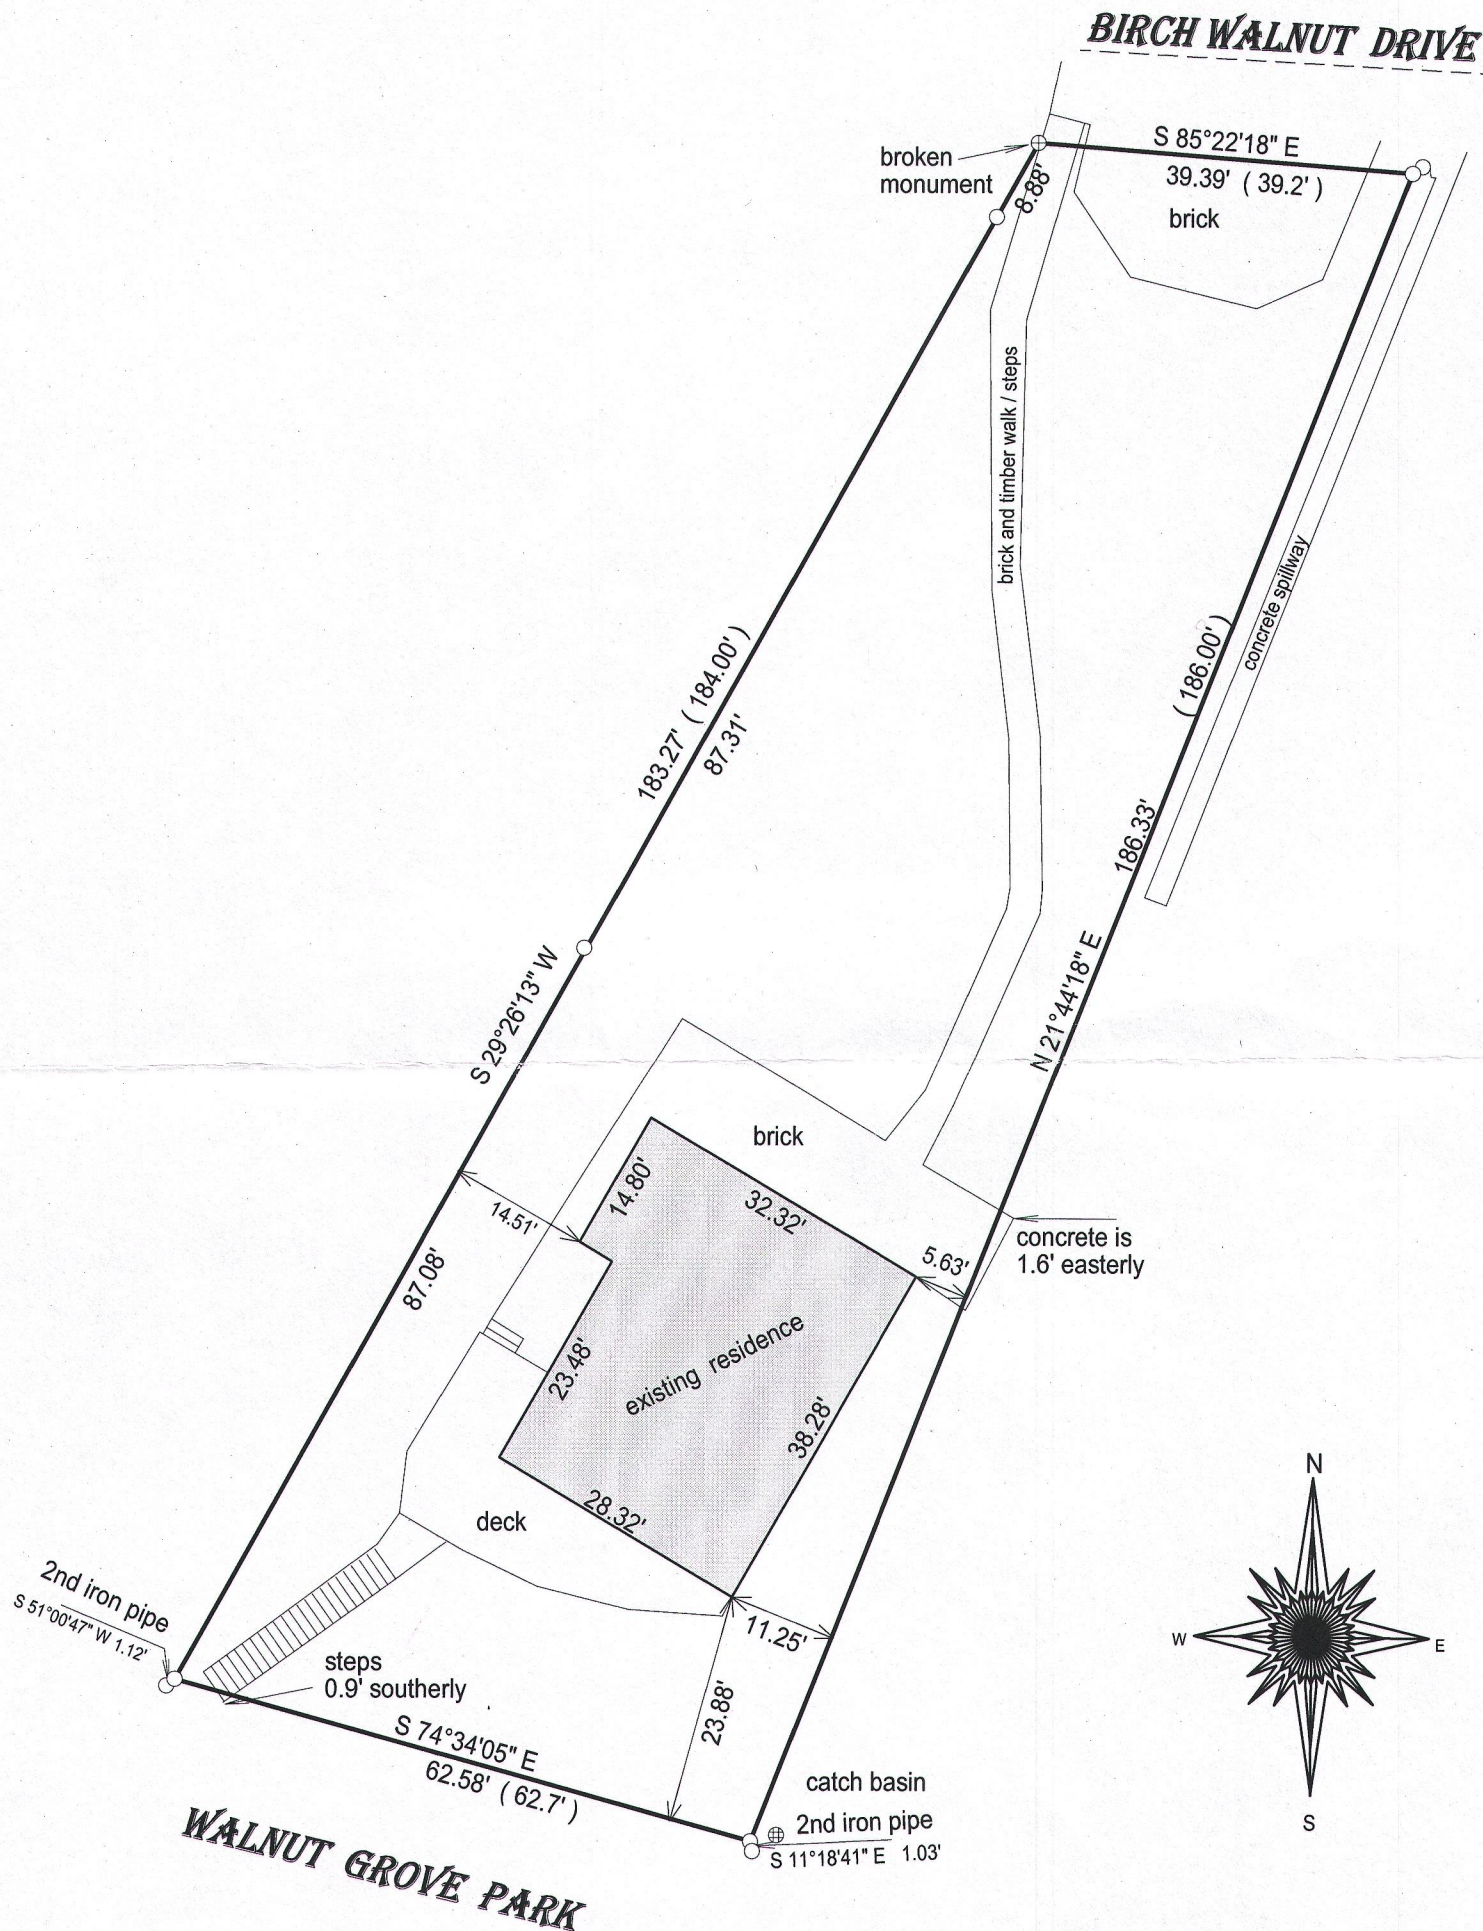 BIRCH WALNUT DRIVE
broken
monument
S 85°22'18" E
39.39' ( 39.2' )
8.88'
brick
brick and timber walk / steps
concrete spillway
183.27' ( 184.00' )
87.31'
( 186.00' )
186.33'
N 21°44'18" E
S 29°26'13" W
87.08'
brick
14.80'
32.32'
14.51'
5.63'
concrete is
1.6' easterly
23.48'
existing residence
38.28'
28.32'
deck
11.25'
23.88'
2nd iron pipe
S 51°00'47" W 1.12'
steps
0.9' southerly
S 74°34'05" E
62.58' ( 62.7' )
catch basin
2nd iron pipe
S 11°18'41" E 1.03'
WALNUT GROVE PARK
N
W
E
S